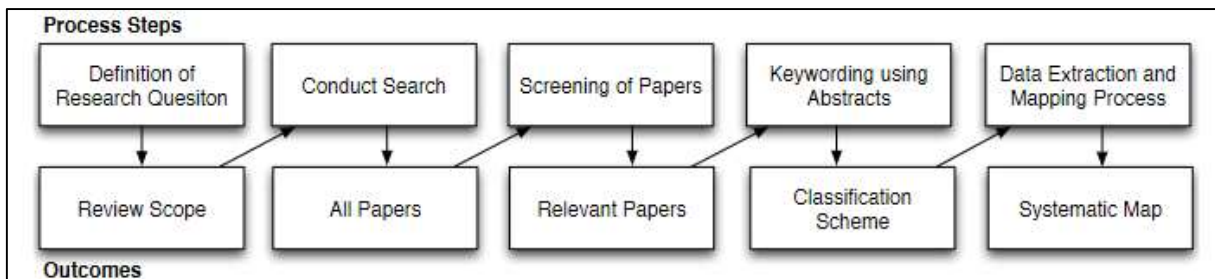 Process Steps
Definition of
Research Quesiton
Conduct Search
Screening of Papers
Keywording using
Abstracts
Data Extraction and
Mapping Process
Review Scope
All Papers
Relevant Papers
Classification
Scheme
Systematic Map
Outcomes